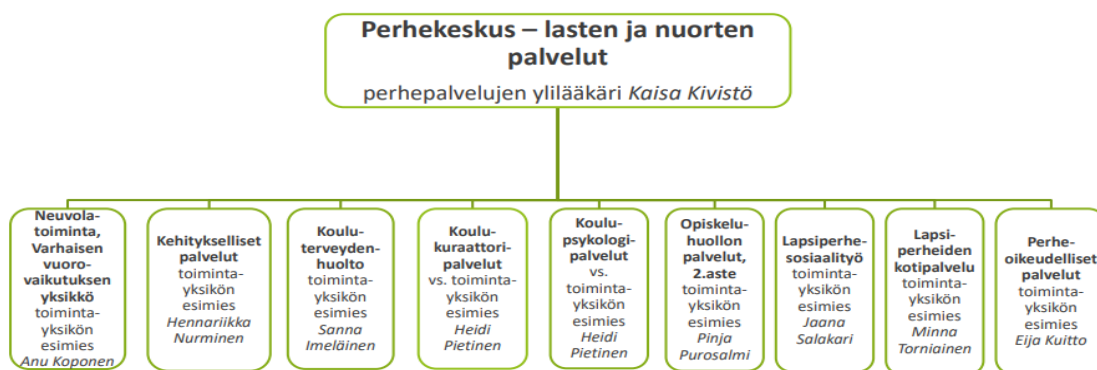 Perhekeskus – lasten ja nuorten
palvelut
perhepalvelujen ylilääkäri Kaisa Kivistö
Neuvola-
toiminta,
Varhaisen
vuoro-
vaikutuksen
yksikkö
toiminta-
yksikön
esimies
Anu Koponen
Kehitykselliset
palvelut
toiminta-
yksikön
esimies
Hennariikka
Nurminen
Koulu-
terveyden-
huolto
toiminta-
yksikön
esimies
Sanna
Imeläinen
Koulu-
kuraattori-
palvelut
vs. toiminta-
yksikön
esimies
Heidi
Pietinen
Koulu-
psykologi-
palvelut
vs.
toiminta-
yksikön
esimies
Heidi
Pietinen
Opiskelu-
huollon
palvelut,
2.aste
toiminta-
yksikön
esimies
Pinja
Purosalmi
Lapsiperhe-
sosiaalityö
toiminta-
yksikön
esimies
Jaana
Salakari
Lapsi-
perheiden
kotipalvelu
toiminta-
yksikön
esimies
Minna
Torniainen
Perhe-
oikeudelliset
palvelut
toiminta-
yksikön
esimies
Eija Kuitto